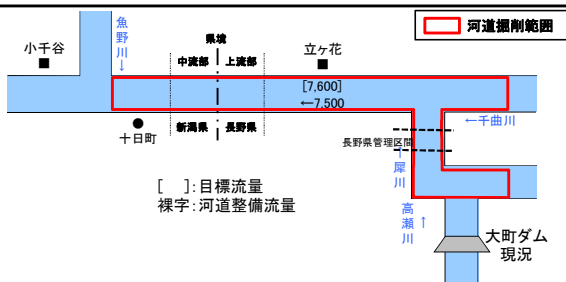 河道掘削範囲
魚野川↓
小千谷
県境
中流部
上流部
立ヶ花
[7,600]
←7,500
←千曲川
十日町
新潟県
長野県
長野県管理区間
↑犀川
[ ]:目標流量
裸字:河道整備流量
高瀬川↑
大町ダム
現況